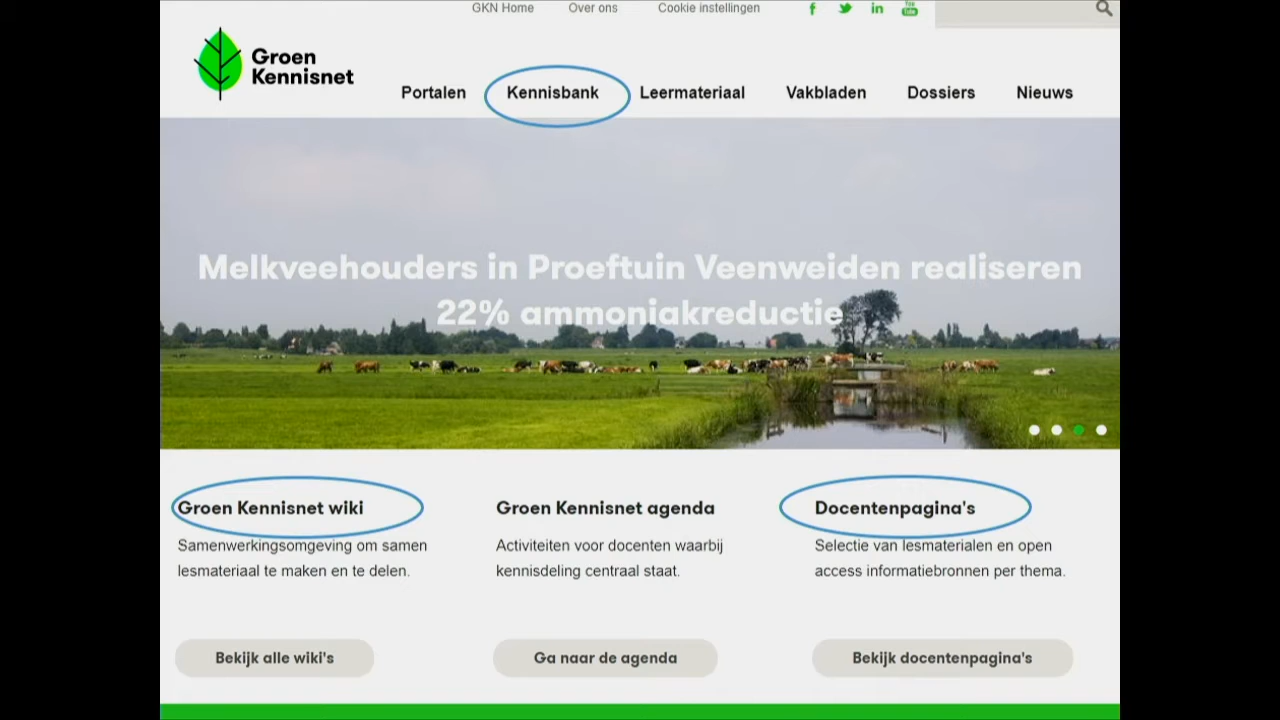 GKN Home Over ons Cookie instellingen
You Tube
Groen
Kennisnet
Portalen Kennisbank Leermateriaal Vakbladen Dossiers Nieuws
Melkveehouders in Proeftuin Veenweiden realiseren
22% ammoniakreductie
Groen Kennisnet wiki Groen Kennisnet agenda Docentenpagina's
Samenwerkingsomgeving om samen Activiteiten voor docenten waarbij Selectie van lesmaterialen en open
lesmateriaal te maken en te delen. kennisdeling centraal staat. access informatiebronnen per thema.
Bekijk alle wiki's Ga naar de agenda Bekijk docentenpagina's